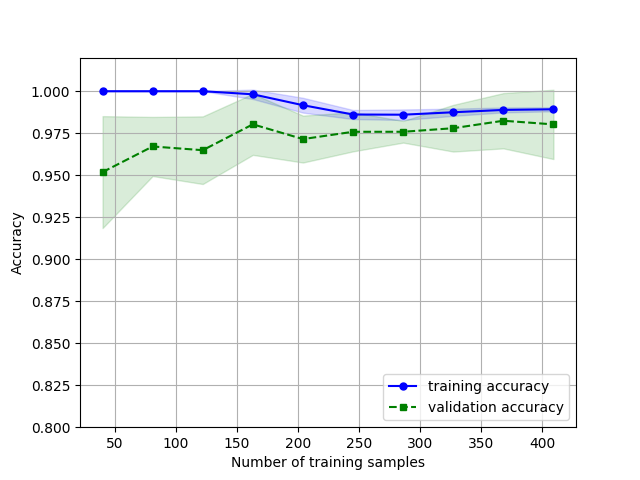 1.000
0.975
0.950
0.925
0.900
0.875
0.850
0.825
0.800
Accuracy
training accuracy
validation accuracy
50 100 150 200 250 300 350 400
Number of training samples